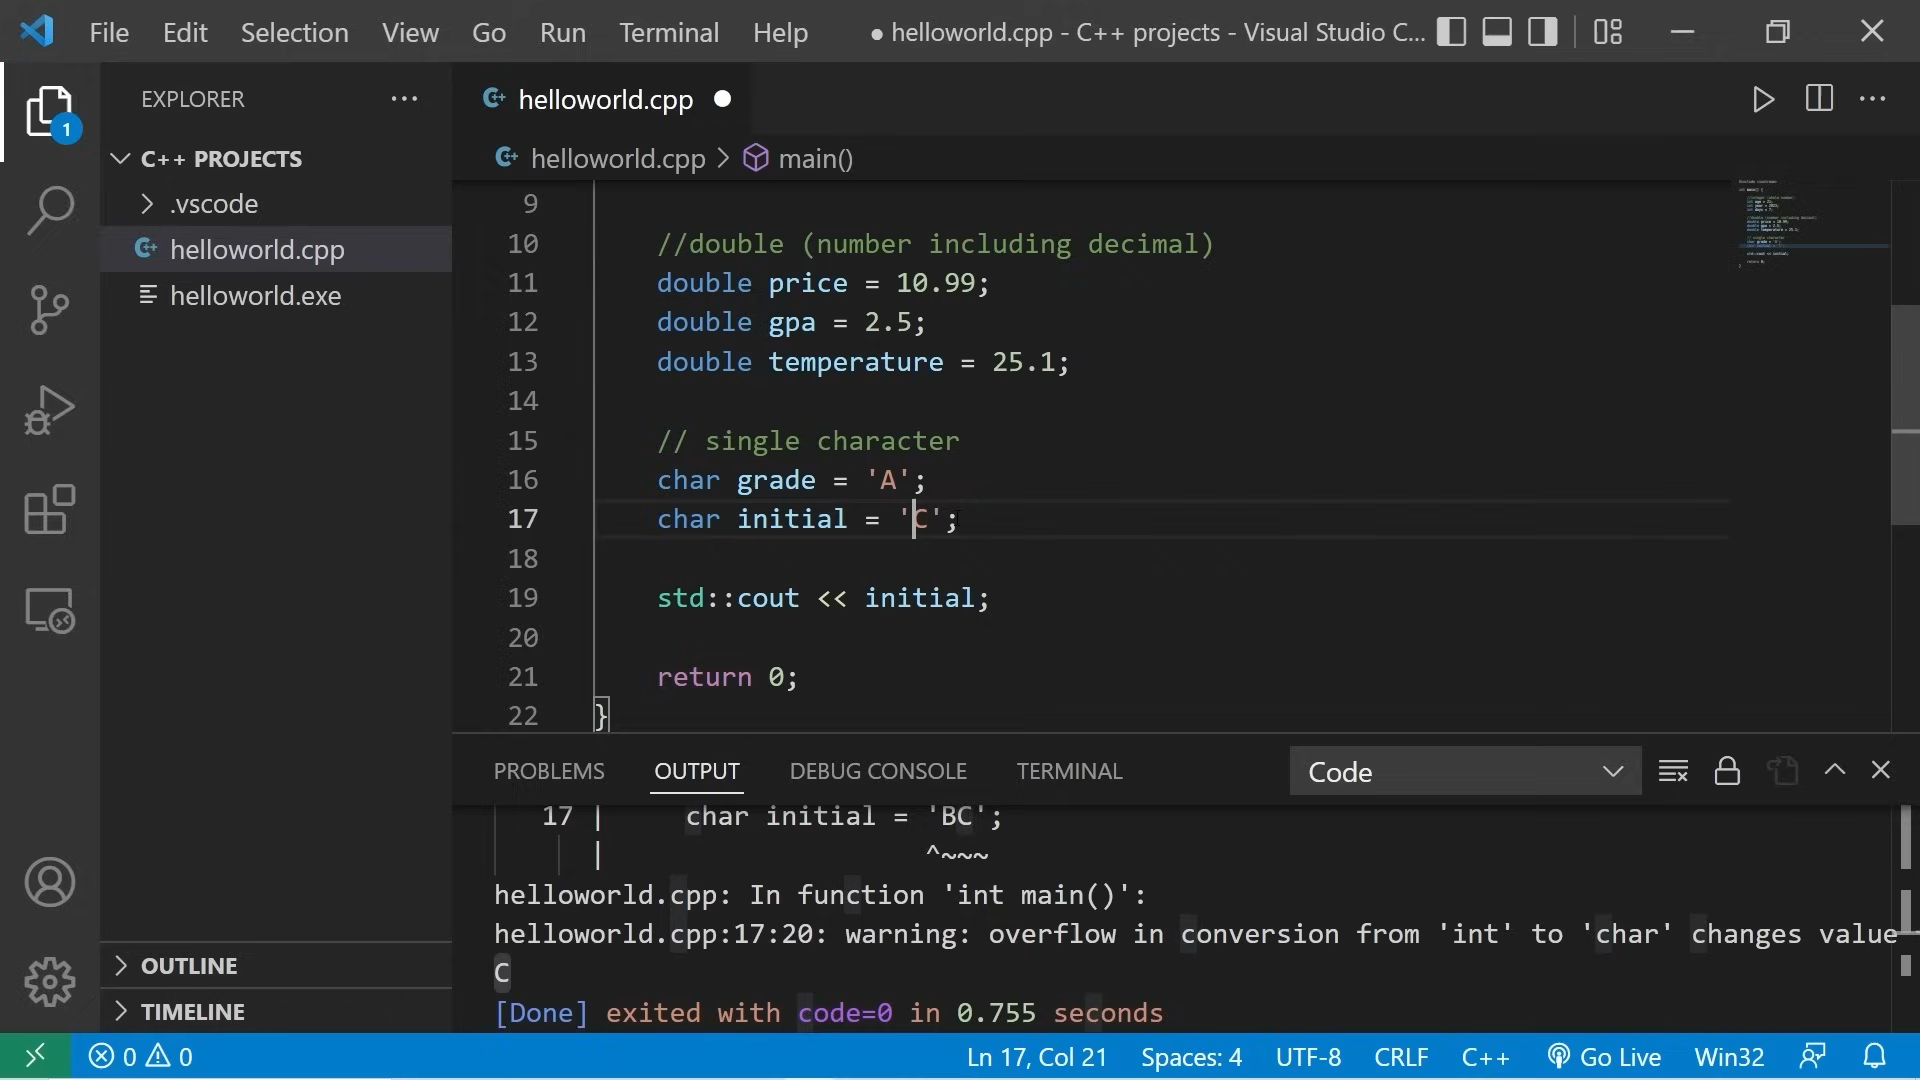 File Edit Selection View Go Run Terminal Help ● helloworld.cpp - C++ projects - Visual Studio C...
1
EXPLORER
C++ PROJECTS
.vscode
helloworld.cpp
helloworld.exe
OUTLINE
TIMELINE
helloworld.cpp ●
helloworld.cpp > main()
9
10 //double (number including decimal)
11 double price = 10.99;
12 double gpa = 2.5;
13 double temperature = 25.1;
14
15 // single character
16 char grade = 'A';
17 char initial = 'C';
18
19 std::cout << initial;
20
21 return 0;
22 }
PROBLEMS OUTPUT DEBUG CONSOLE TERMINAL Code
17 | char initial = 'BC';
| ^~~~
helloworld.cpp: In function 'int main()':
helloworld.cpp:17:20: warning: overflow in conversion from 'int' to 'char' changes value
C
[Done] exited with code=0 in 0.755 seconds
0 0 Ln 17, Col 21 Spaces: 4 UTF-8 CRLF C++ Go Live Win32